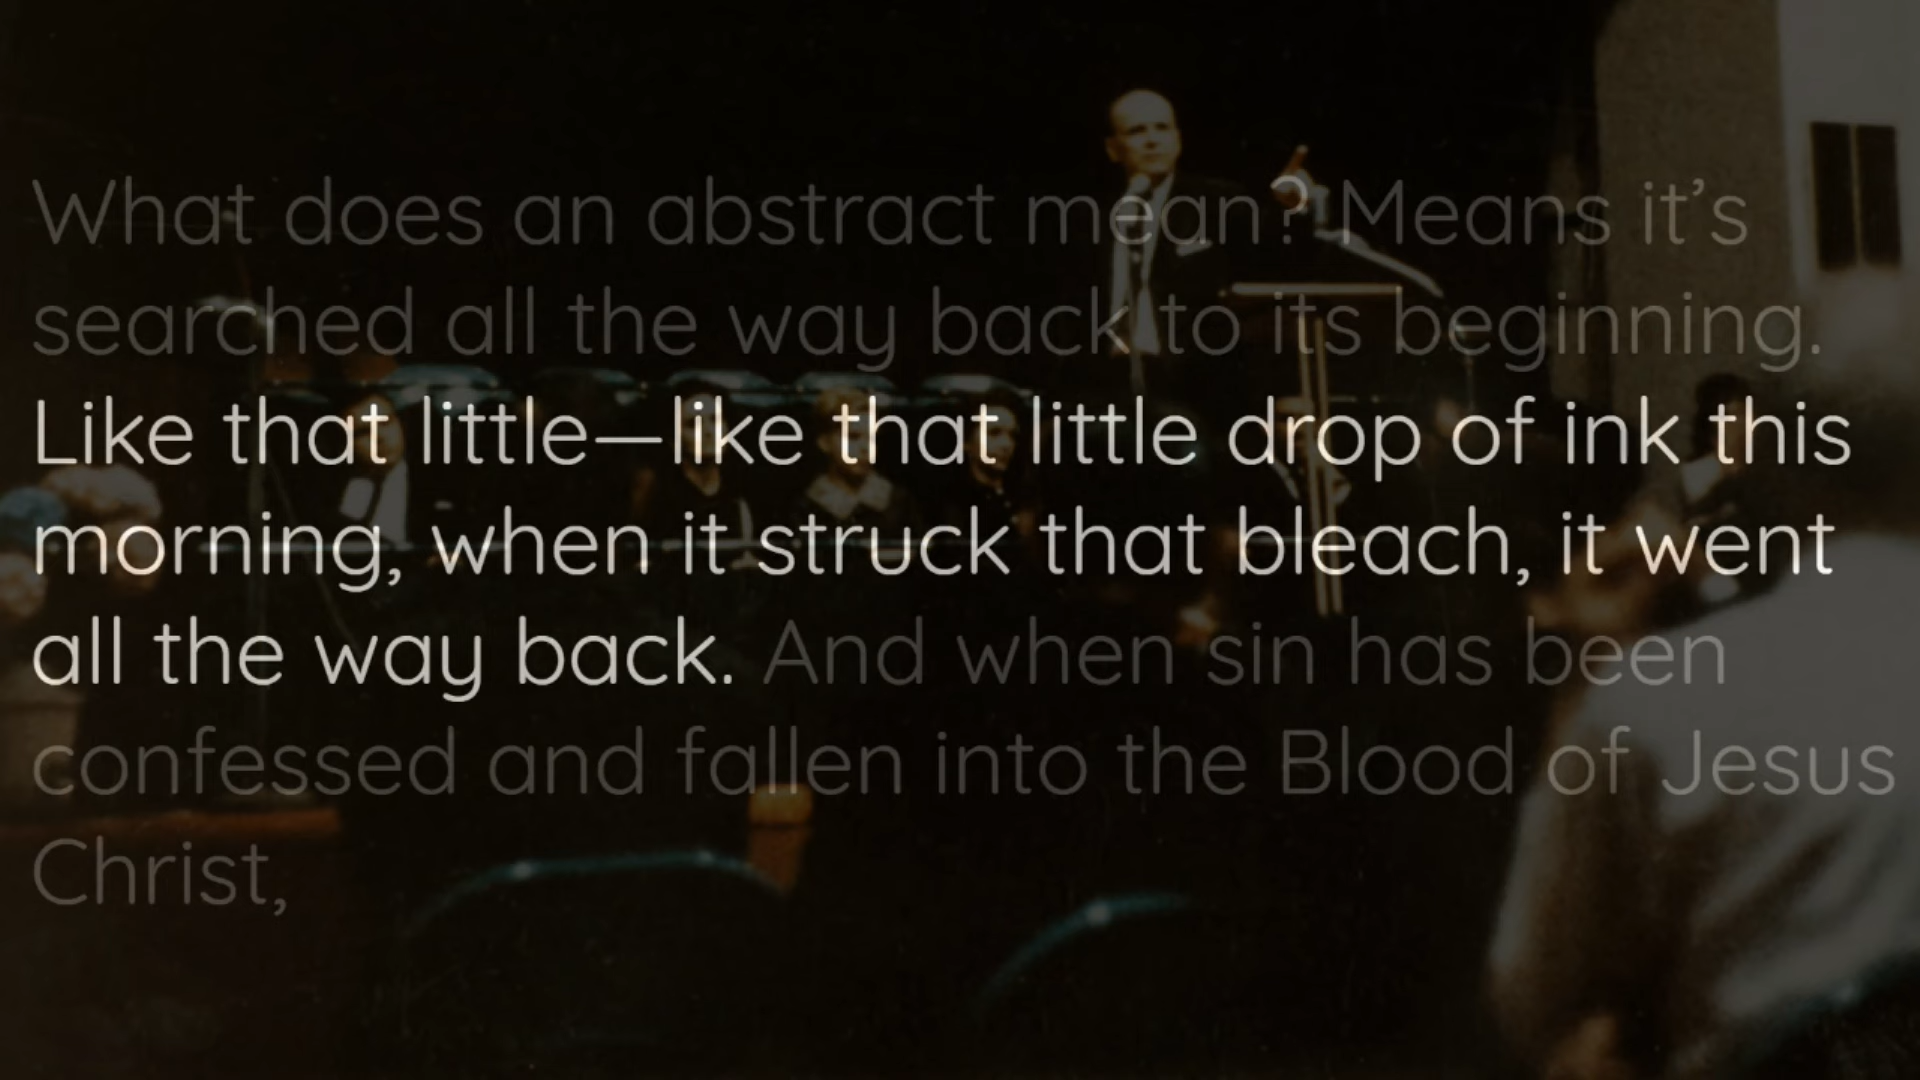 What does an abstract mean? Means it’s
searched all the way back to its beginning.
Like that little—like that little drop of ink this
morning, when it struck that bleach, it went
all the way back. And when sin has been
confessed and fallen into the Blood of Jesus
Christ,